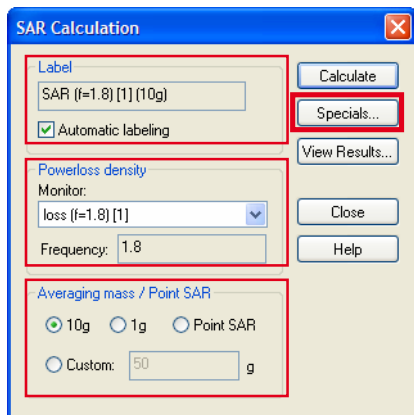 SAR Calculation
Label
SAR (f=1.8) [1] (10g)
Automatic labeling
Calculate
Specials...
View Results...
Powerloss density
Monitor:
loss (f=1.8) [1]
Frequency: 1.8
Close
Help
Averaging mass / Point SAR
10g 1g Point SAR
Custom: 50 g